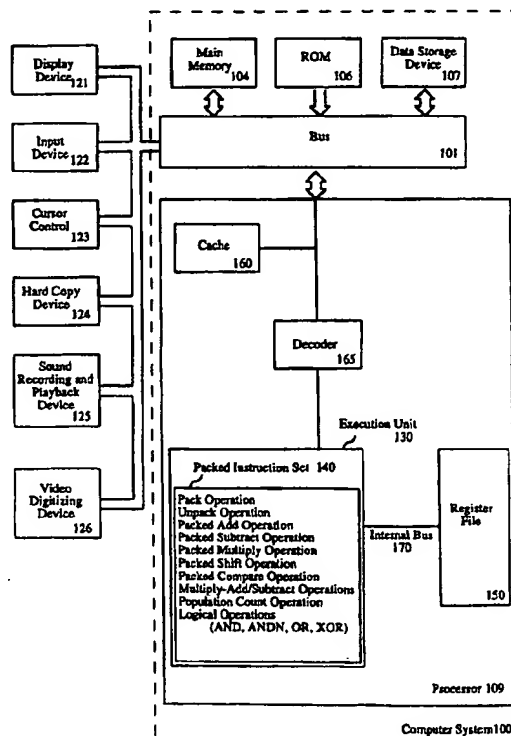 Display
Device
121
Input
Device
122
Cursor
Control
123
Hard Copy
Device
124
Sound
Recording and
Playback
Device
125
Video
Digitizing
Device
126
Main
Memory
104
ROM
106
Data Storage
Device
107
Bus
101
Cache
160
Decoder
165
Execution Unit
130
Packed Instruction Set 140
Pack Operation
Unpack Operation
Packed Add Operation
Packed Subtract Operation
Packed Multiply Operation
Packed Shift Operation
Packed Compare Operation
Multiply-Add/Subtract Operations
Population Count Operation
Logical Operations
(AND, ANDN, OR, XOR)
Internal Bus
170
Register
File
150
Processor 109
Computer System100